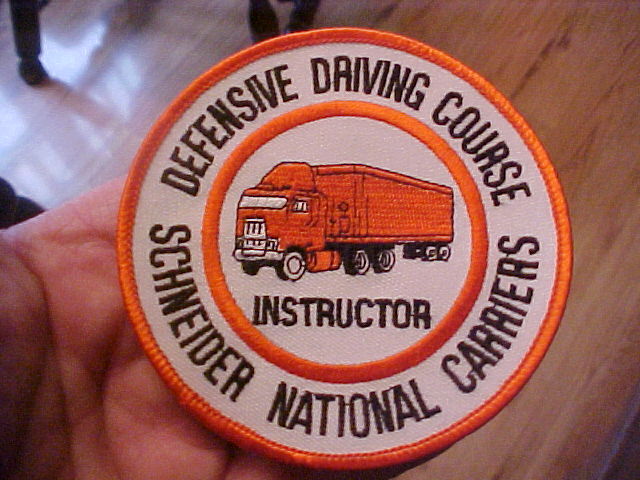 DEFENSIVE DRIVING COURSE
INSTRUCTOR
SCHNEIDER NATIONAL CARRIERS